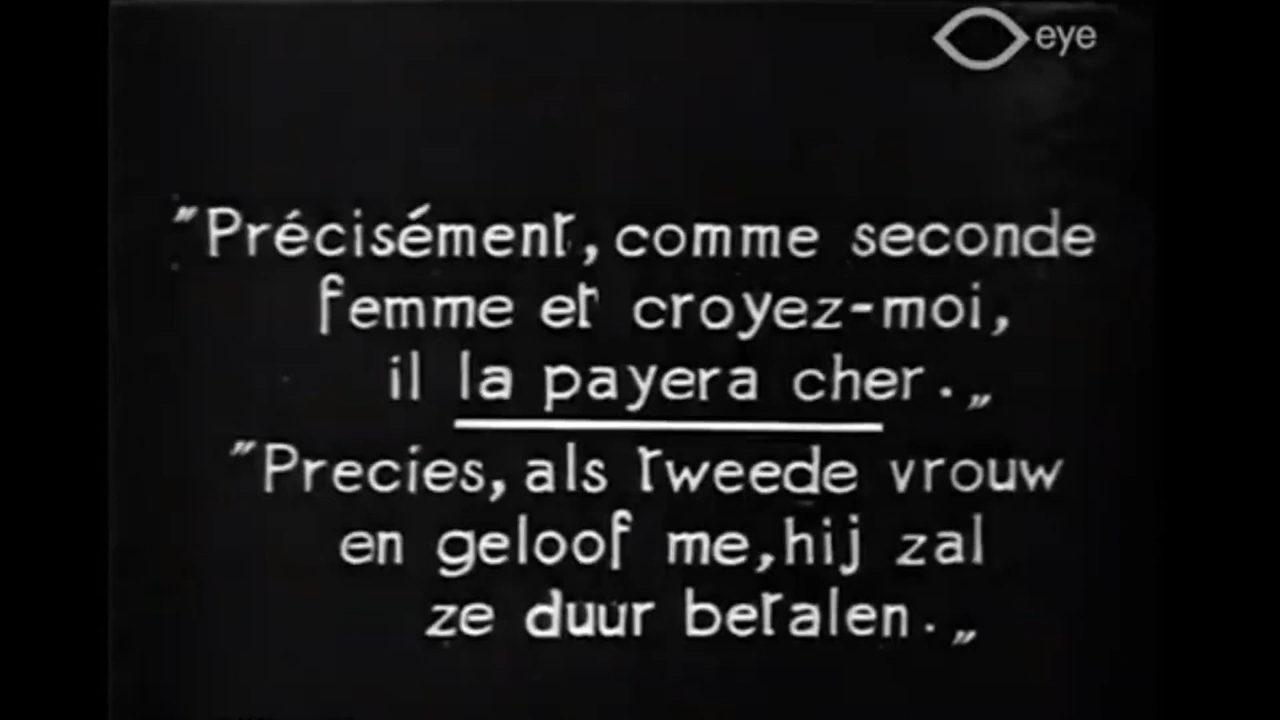 eye
"Précisément, comme seconde
femme et croyez-moi,
il la payera cher.„
"Precies, als tweede vrouw
en geloof me, hij zal
ze duur betalen.„